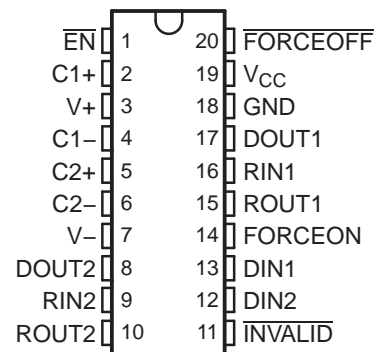 EN 1 20 FORCEOFF
C1+ 2 19 VCC
V+ 3 18 GND
C1− 4 17 DOUT1
C2+ 5 16 RIN1
C2− 6 15 ROUT1
V− 7 14 FORCEON
DOUT2 8 13 DIN1
RIN2 9 12 DIN2
ROUT2 10 11 INVALID